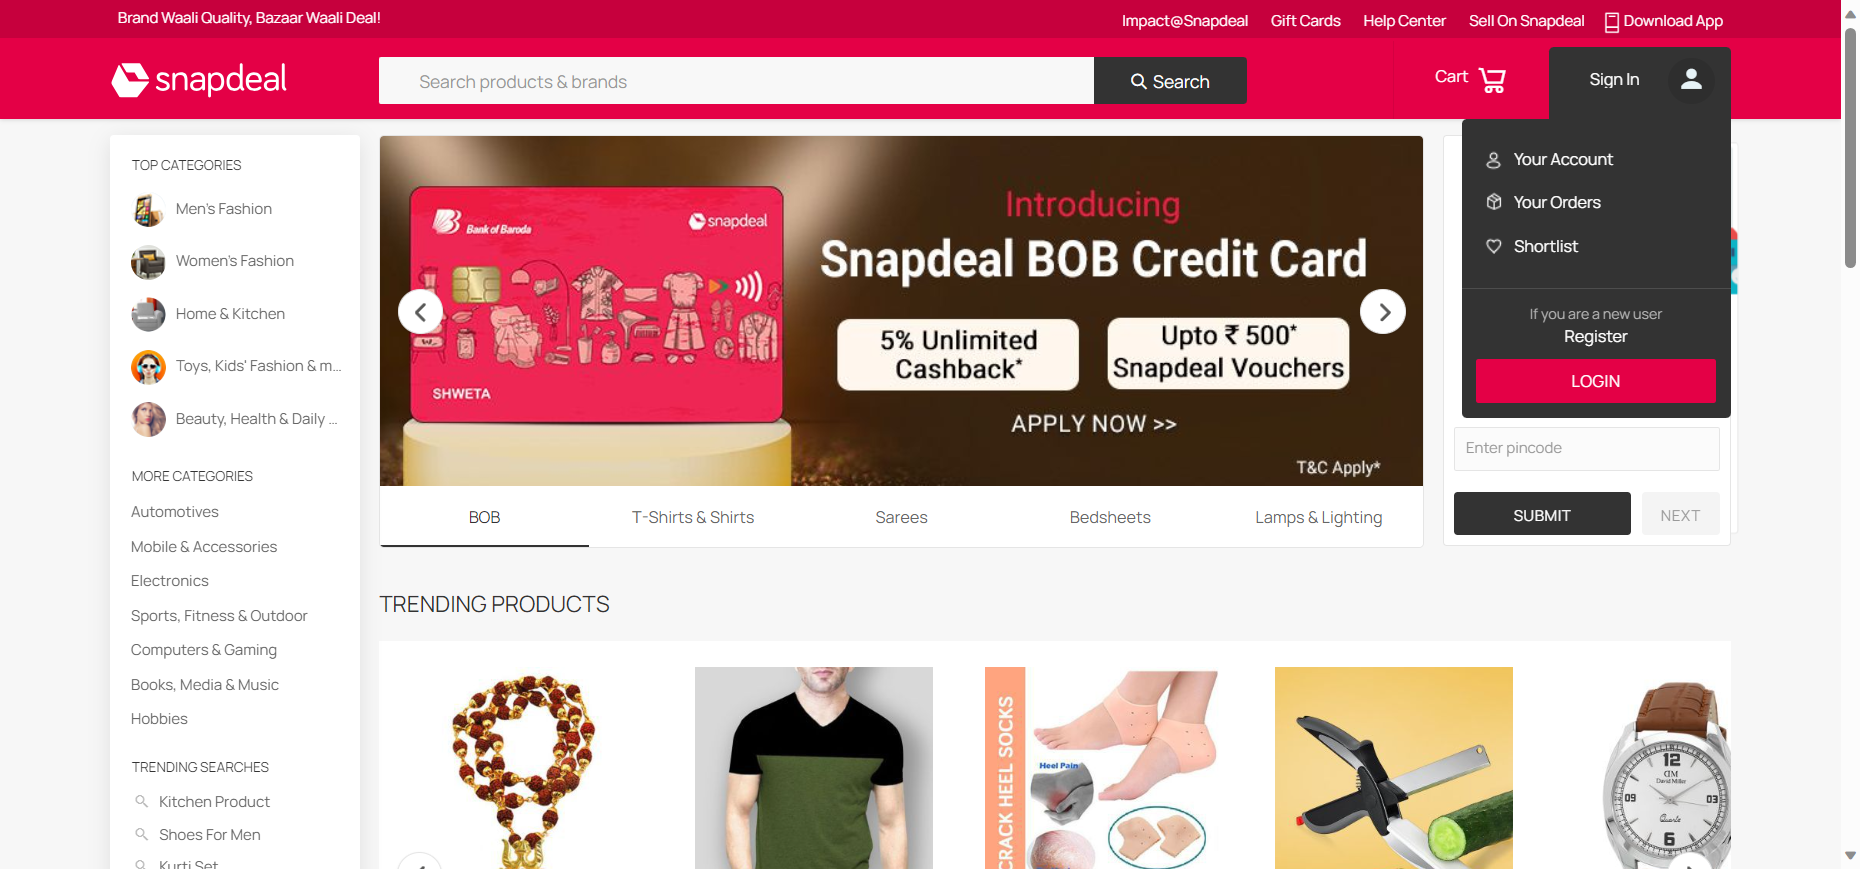 Brand Waali Quality, Bazaar Waali Deal!
Impact@Snapdeal
Gift Cards
Help Center
Sell On Snapdeal
Download App
snapdeal
Search products & brands
Search
Cart
Sign In
Your Account
Your Orders
Shortlist
If you are a new user
Register
LOGIN
Enter pincode
SUBMIT
NEXT
TOP CATEGORIES
Men's Fashion
Women's Fashion
Home & Kitchen
Toys, Kids' Fashion & m...
Beauty, Health & Daily ...
MORE CATEGORIES
Automotives
Mobile & Accessories
Electronics
Sports, Fitness & Outdoor
Computers & Gaming
Books, Media & Music
Hobbies
TRENDING SEARCHES
Kitchen Product
Shoes For Men
Kurti Set
Bank of Baroda
snapdeal
SHWETA
Introducing
Snapdeal BOB Credit Card
5% Unlimited
Cashback*
Upto ₹ 500*
Snapdeal Vouchers
APPLY NOW >>
T&C Apply*
BOB
T-Shirts & Shirts
Sarees
Bedsheets
Lamps & Lighting
TRENDING PRODUCTS
CRACK HEEL SOCKS
Heel Pain
12
DM
David Miller
09
03
Quartz
6